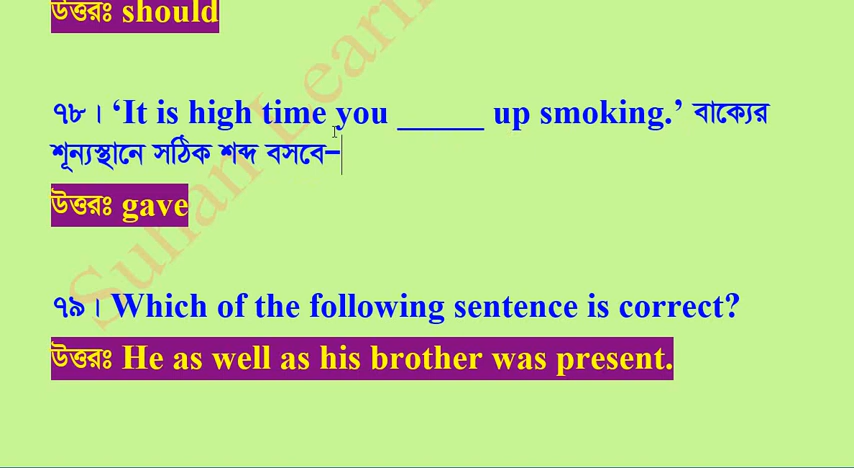 উত্তরঃ should
৭৮। ‘It is high time you _____ up smoking.’ বাক্যের
শূন্যস্থানে সঠিক শব্দ বসবে–
উত্তরঃ gave
৭৯। Which of the following sentence is correct?
উত্তরঃ He as well as his brother was present.